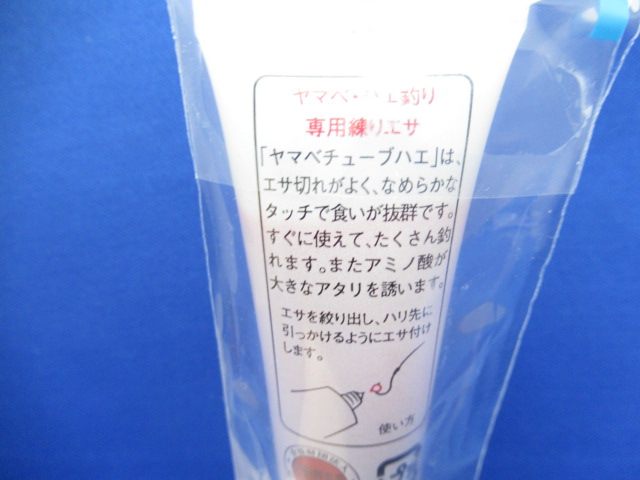 ヤマベ・ハエ釣り
専用練りエサ
「ヤマベチューブハエ」は、
エサ切れがよく、なめらかな
タッチで食いが抜群です。
すぐに使えて、たくさん釣
れます。またアミノ酸が
大きなアタリを誘います。
エサを絞り出し、ハリ先に
引っかけるようにエサ付け
します。
使い方